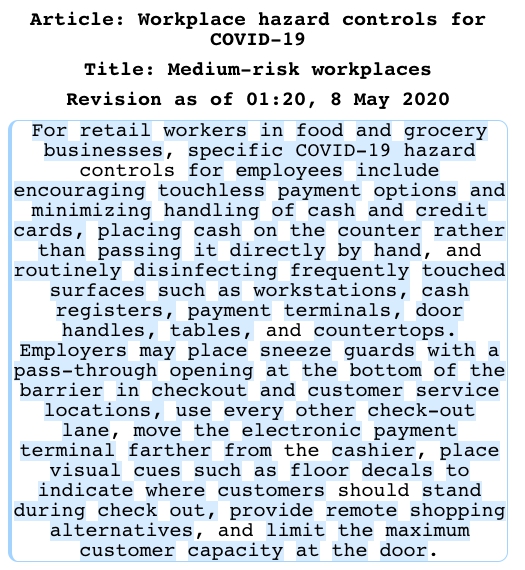 Article: Workplace hazard controls for
COVID-19
Title: Medium-risk workplaces
Revision as of 01:20, 8 May 2020
For retail workers in food and grocery
businesses, specific COVID-19 hazard
controls for employees include
encouraging touchless payment options and
minimizing handling of cash and credit
cards, placing cash on the counter rather
than passing it directly by hand, and
routinely disinfecting frequently touched
surfaces such as workstations, cash
registers, payment terminals, door
handles, tables, and countertops.
Employers may place sneeze guards with a
pass-through opening at the bottom of the
barrier in checkout and customer service
locations, use every other check-out
lane, move the electronic payment
terminal farther from the cashier, place
visual cues such as floor decals to
indicate where customers should stand
during check out, provide remote shopping
alternatives, and limit the maximum
customer capacity at the door.